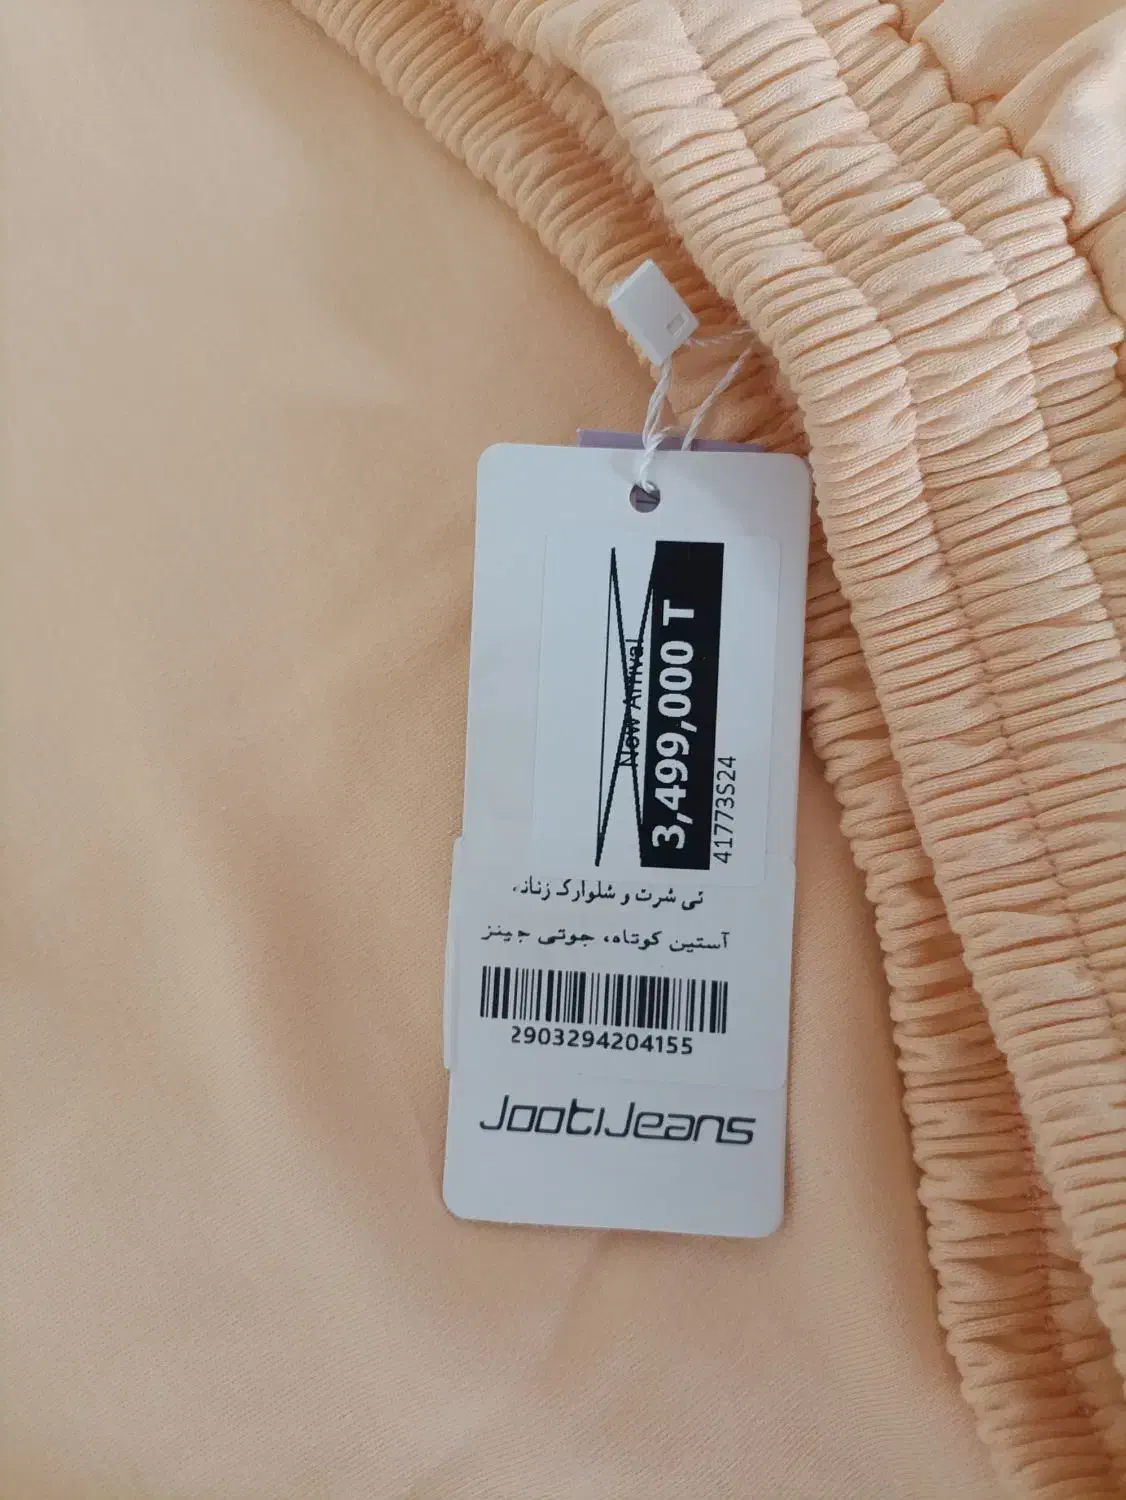 New Arrival
3,499,000 T
41773S24
تی شرت و شلوارک زنانه،
آستین کوتاه، جوتی جینز
2903294204155
JootiJeans